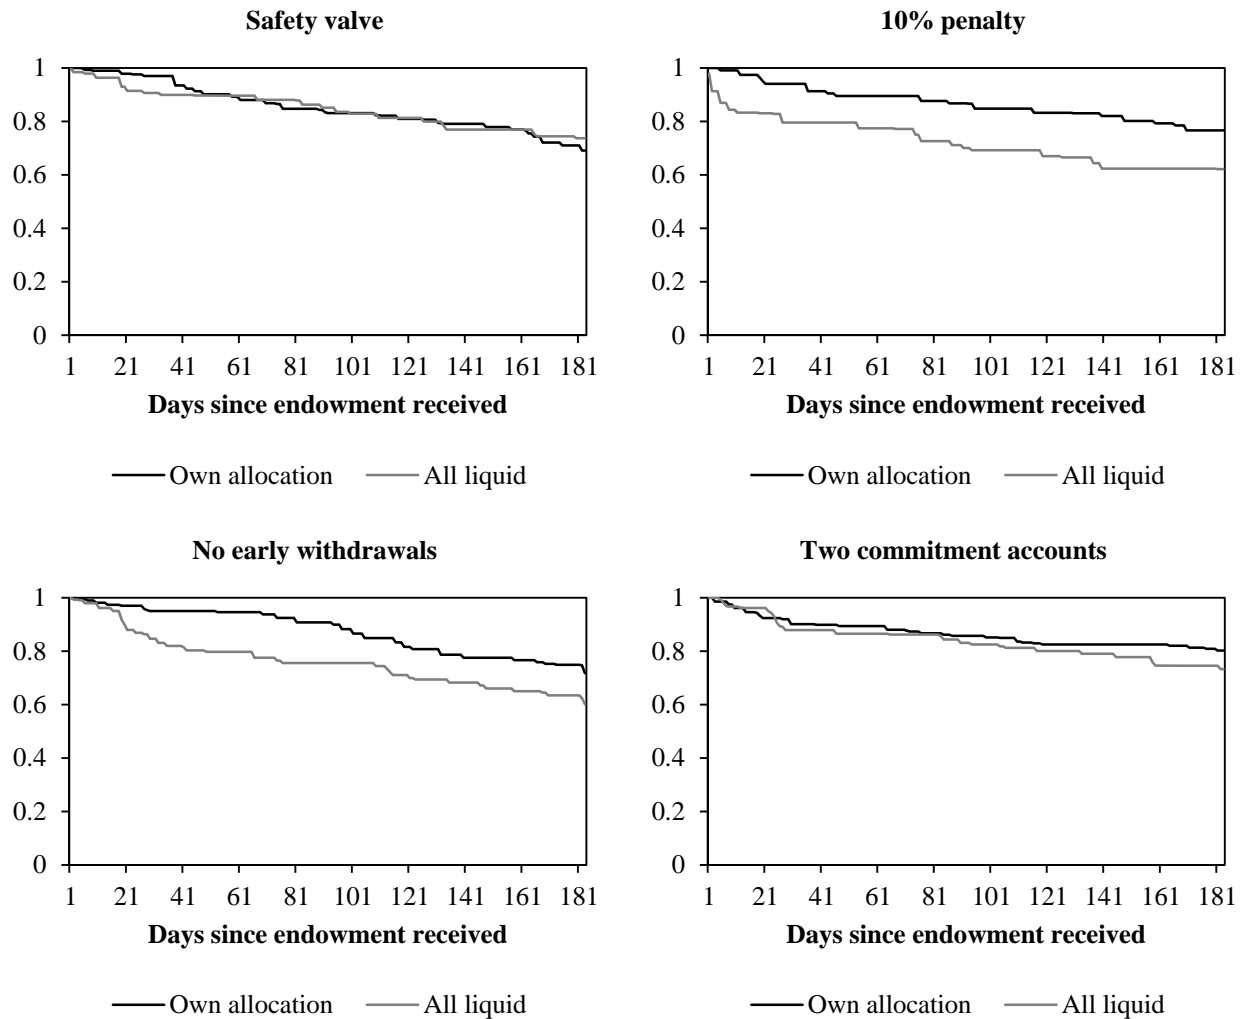 Safety valve
1
0.8
0.6
0.4
0.2
0
1 21 41 61 81 101 121 141 161 181
Days since endowment received
Own allocation All liquid
10% penalty
1
0.8
0.6
0.4
0.2
0
1 21 41 61 81 101 121 141 161 181
Days since endowment received
Own allocation All liquid
No early withdrawals
1
0.8
0.6
0.4
0.2
0
1 21 41 61 81 101 121 141 161 181
Days since endowment received
Own allocation All liquid
Two commitment accounts
1
0.8
0.6
0.4
0.2
0
1 21 41 61 81 101 121 141 161 181
Days since endowment received
Own allocation All liquid